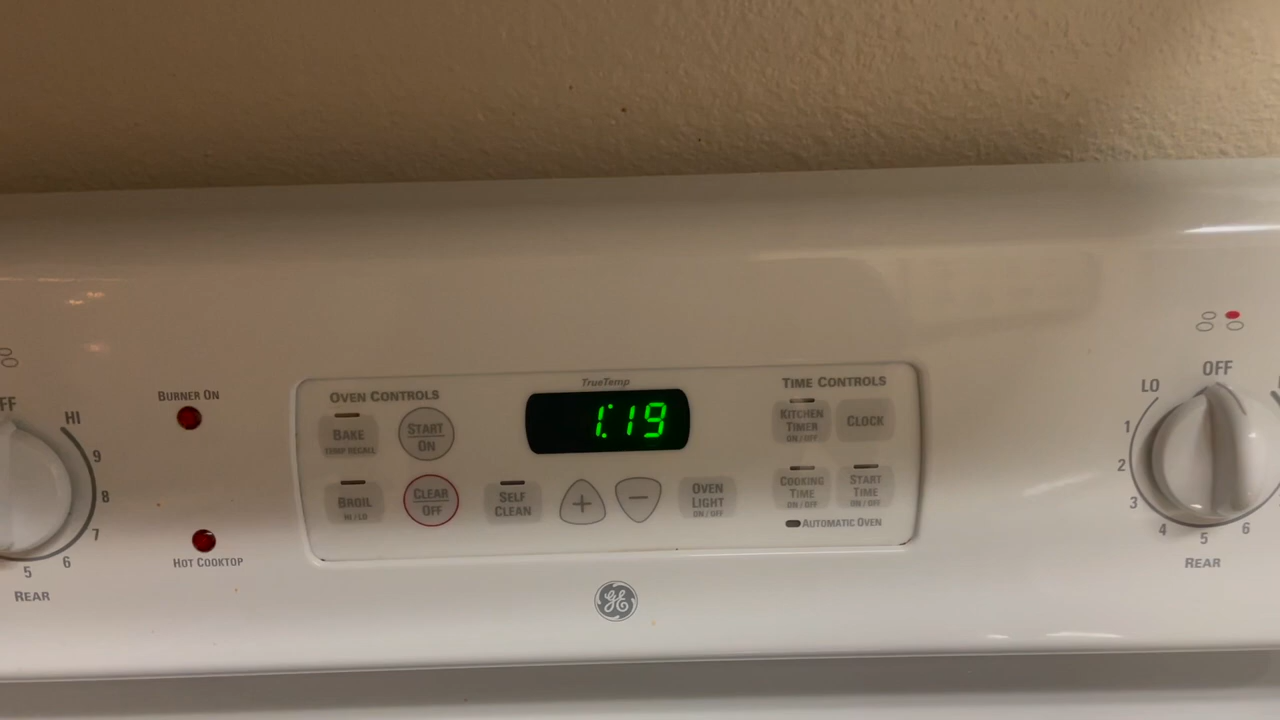 FF
HI
9
8
7
6
5
REAR
BURNER ON
HOT COOKTOP
OVEN CONTROLS
BAKE
TEMP RECALL
START
ON
BROIL
HI/LO
CLEAR
OFF
SELF
CLEAN
TrueTemp
1:19
+
−
OVEN
LIGHT
ON/OFF
TIME CONTROLS
KITCHEN
TIMER
ON/OFF
CLOCK
COOKING
TIME
ON/OFF
START
TIME
ON/OFF
AUTOMATIC OVEN
GE
OFF
LO
1
2
3
4
5
6
REAR